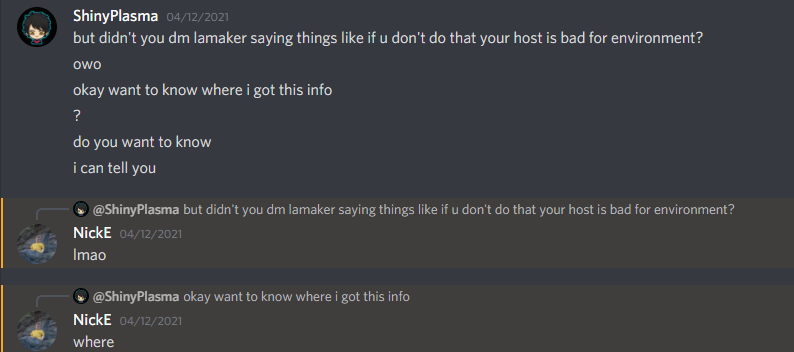 ShinyPlasma 04/12/2021
but didn't you dm lamaker saying things like if u don't do that your host is bad for environment?
owo
okay want to know where i got this info
?
do you want to know
i can tell you
@ShinyPlasma but didn't you dm lamaker saying things like if u don't do that your host is bad for environment?
NickE 04/12/2021
lmao
@ShinyPlasma okay want to know where i got this info
NickE 04/12/2021
where